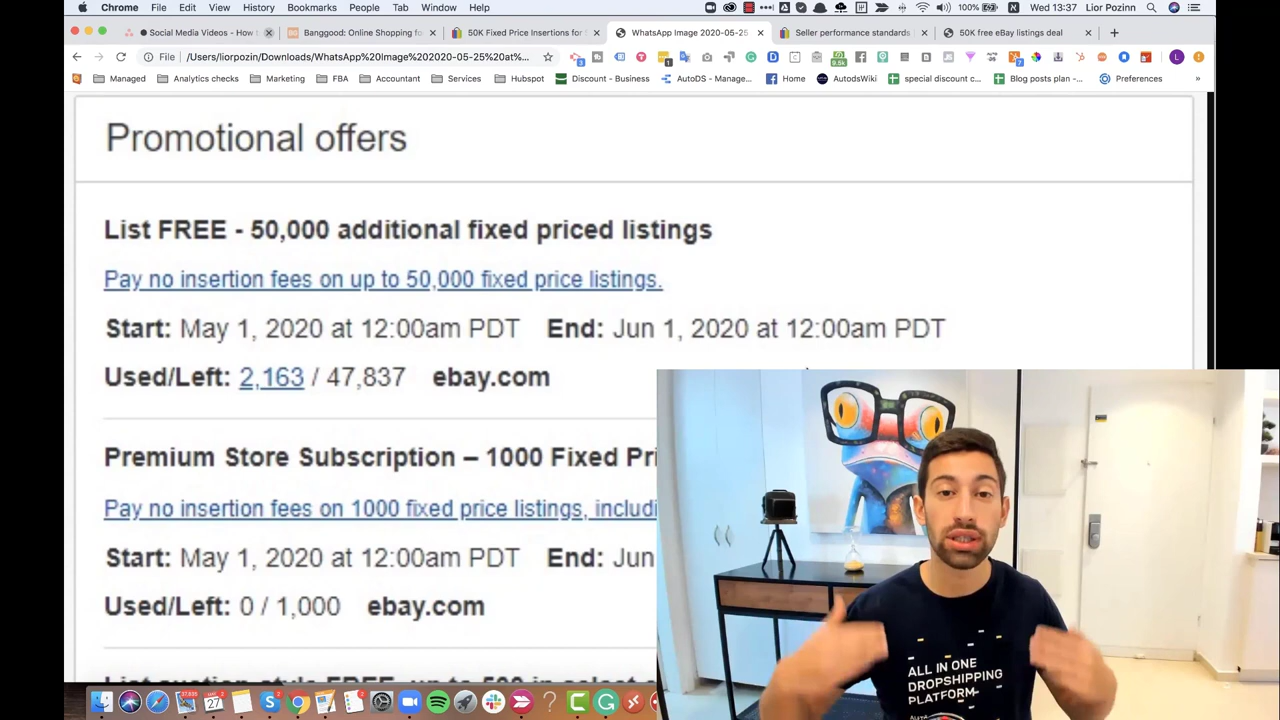 Chrome File Edit View History Bookmarks People Tab Window Help 100% Wed 13:37 Lior Pozinn
Social Media Videos - How Banggood: Online Shopping fo 50K Fixed Price Insertions for WhatsApp Image 2020-05-25 Seller performance standards 50K free eBay listings deal
File /Users/liorpozin/Downloads/WhatsApp%20Image%202020-05-25%20at%...
Managed Analytics checks Marketing FBA Accountant Services Hubspot Discount - Business AutoDS - Manage... Home AutodsWiki special discount c... Blog posts plan -... Preferences
Promotional offers
List FREE - 50,000 additional fixed priced listings
Pay no insertion fees on up to 50,000 fixed price listings.
Start: May 1, 2020 at 12:00am PDT End: Jun 1, 2020 at 12:00am PDT
Used/Left: 2,163 / 47,837 ebay.com
Premium Store Subscription – 1000 Fixed Pri
Pay no insertion fees on 1000 fixed price listings, includi
Start: May 1, 2020 at 12:00am PDT End: Jun
Used/Left: 0 / 1,000 ebay.com
ALL IN ONE
DROPSHIPPING
PLATFORM